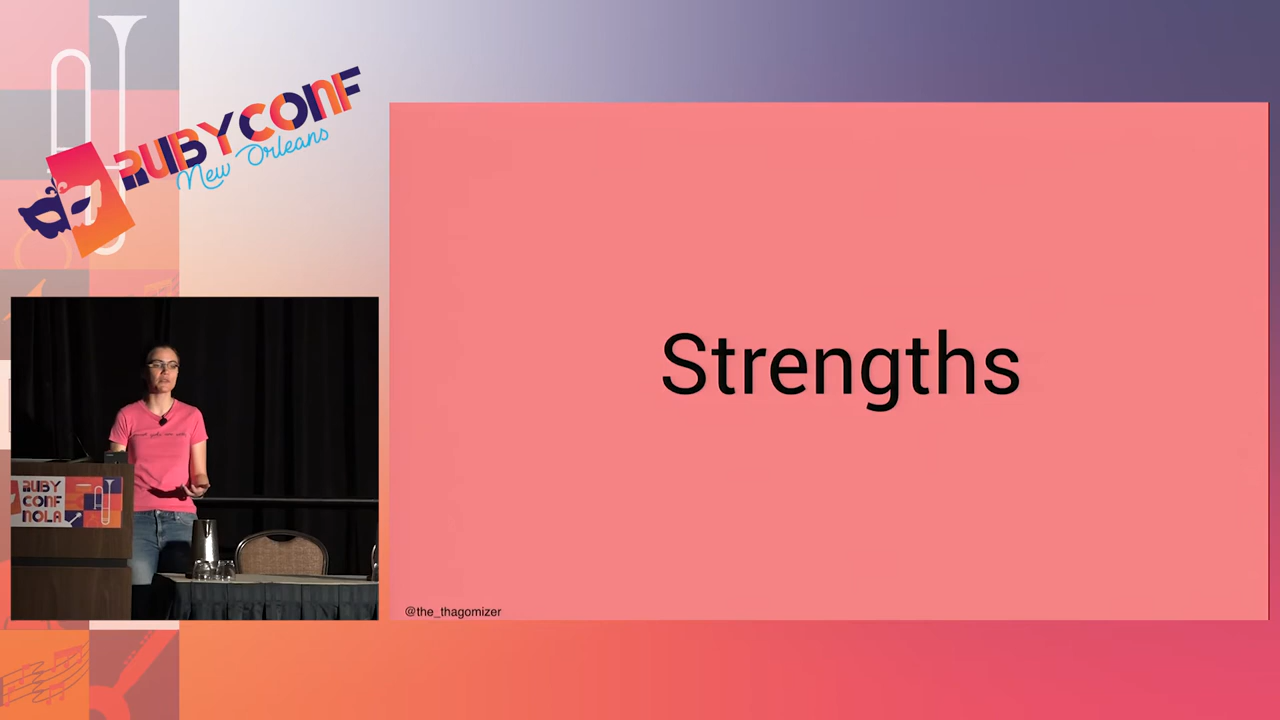 RUBYCONF
New Orleans
Strengths
RUBY
CONF
NOLA
@the_thagomizer